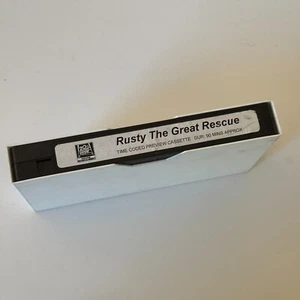 Rusty The Great Rescue
TIME CODED PREVIEW CASSETTE DUR: 90 MINS APPROX